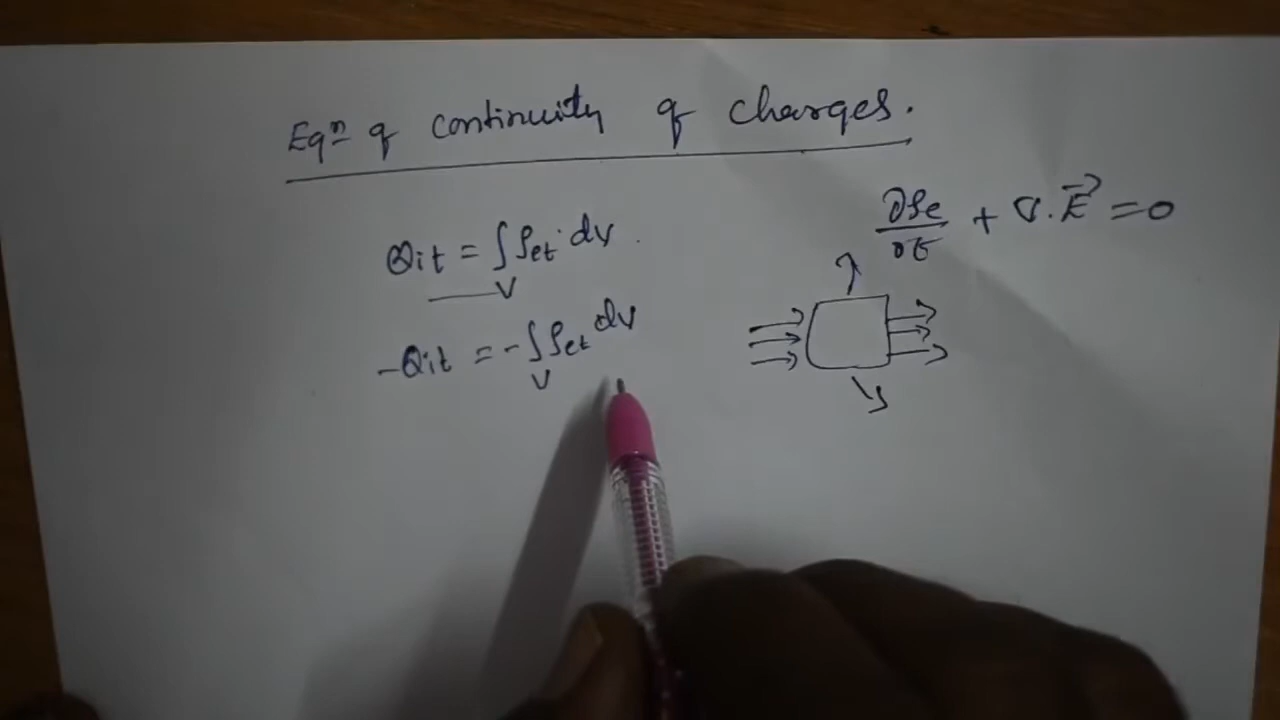 Eqn of continuity of charges.
∂ρe/∂t + ∇.E⃗ = 0
Qit = ∫V ρet dv.
-Qit = -∫V ρet dv